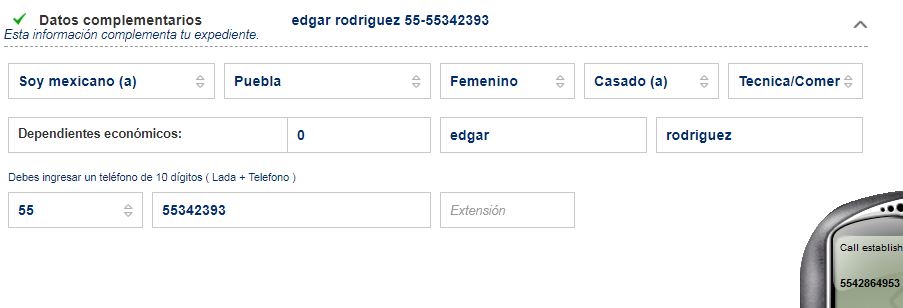 Datos complementarios edgar rodriguez 55-55342393
Esta información complementa tu expediente.
Soy mexicano (a) Puebla Femenino Casado (a) Tecnica/Comer
Dependientes económicos: 0 edgar rodriguez
Debes ingresar un teléfono de 10 dígitos ( Lada + Telefono )
55 55342393 Extensión
Call establish
5542864953